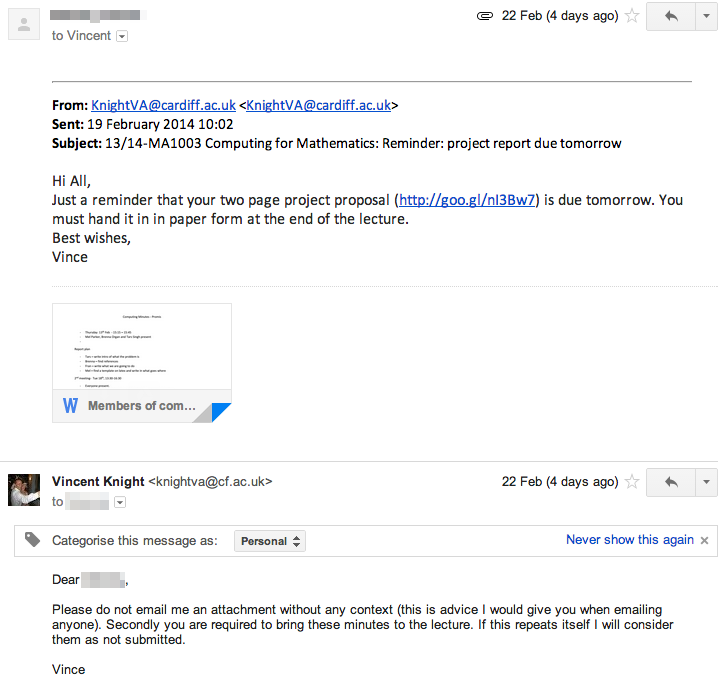 22 Feb (4 days ago)
to Vincent
From: KnightVA@cardiff.ac.uk <KnightVA@cardiff.ac.uk>
Sent: 19 February 2014 10:02
Subject: 13/14-MA1003 Computing for Mathematics: Reminder: project report due tomorrow
Hi All,
Just a reminder that your two page project proposal (http://goo.gl/nI3Bw7) is due tomorrow. You
must hand it in in paper form at the end of the lecture.
Best wishes,
Vince
Computing Minutes - Promo
Report plan
W Members of com...
Vincent Knight <knightva@cf.ac.uk> 22 Feb (4 days ago)
to
Categorise this message as: Personal Never show this again ×
Dear ,
Please do not email me an attachment without any context (this is advice I would give you when emailing
anyone). Secondly you are required to bring these minutes to the lecture. If this repeats itself I will consider
them as not submitted.
Vince